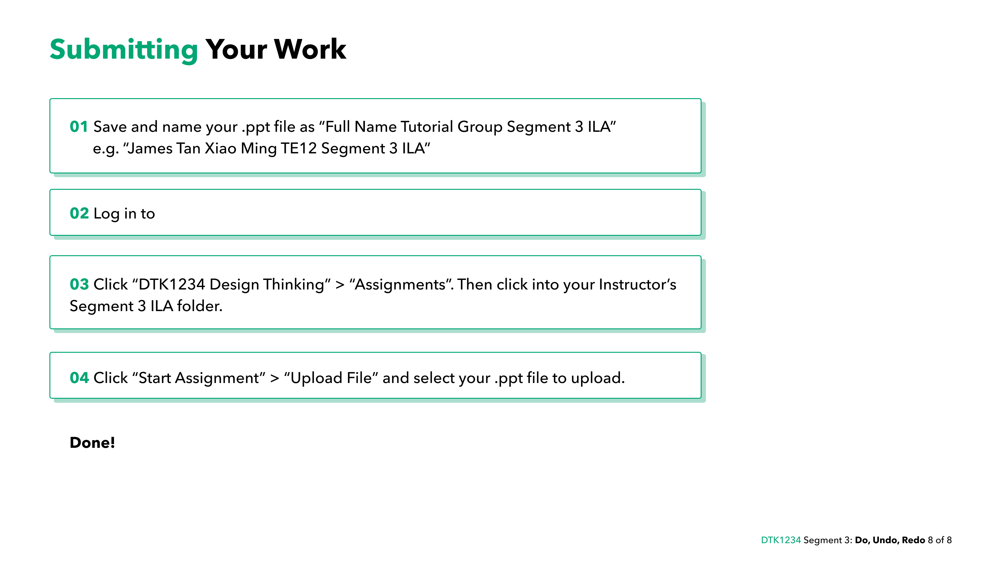 Submitting Your Work
01 Save and name your .ppt file as “Full Name Tutorial Group Segment 3 ILA”
e.g. “James Tan Xiao Ming TE12 Segment 3 ILA”
02 Log in to
03 Click “DTK1234 Design Thinking” > “Assignments”. Then click into your Instructor’s
Segment 3 ILA folder.
04 Click “Start Assignment” > “Upload File” and select your .ppt file to upload.
Done!
DTK1234 Segment 3: Do, Undo, Redo 8 of 8